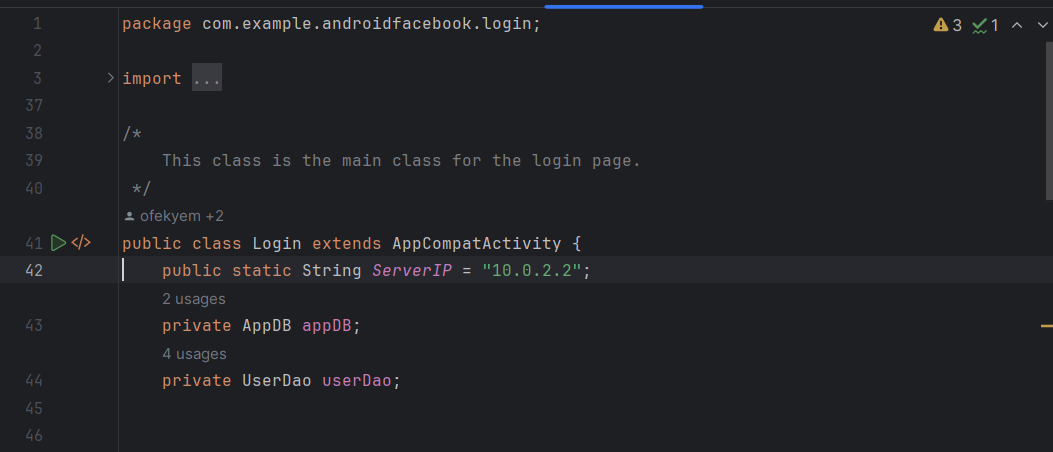 1 package com.example.androidfacebook.login;
3 1
2
3 import ...
37
38 /*
39 This class is the main class for the login page.
40 */
ofekyem +2
41 public class Login extends AppCompatActivity {
42 public static String ServerIP = "10.0.2.2";
2 usages
43 private AppDB appDB;
4 usages
44 private UserDao userDao;
45
46